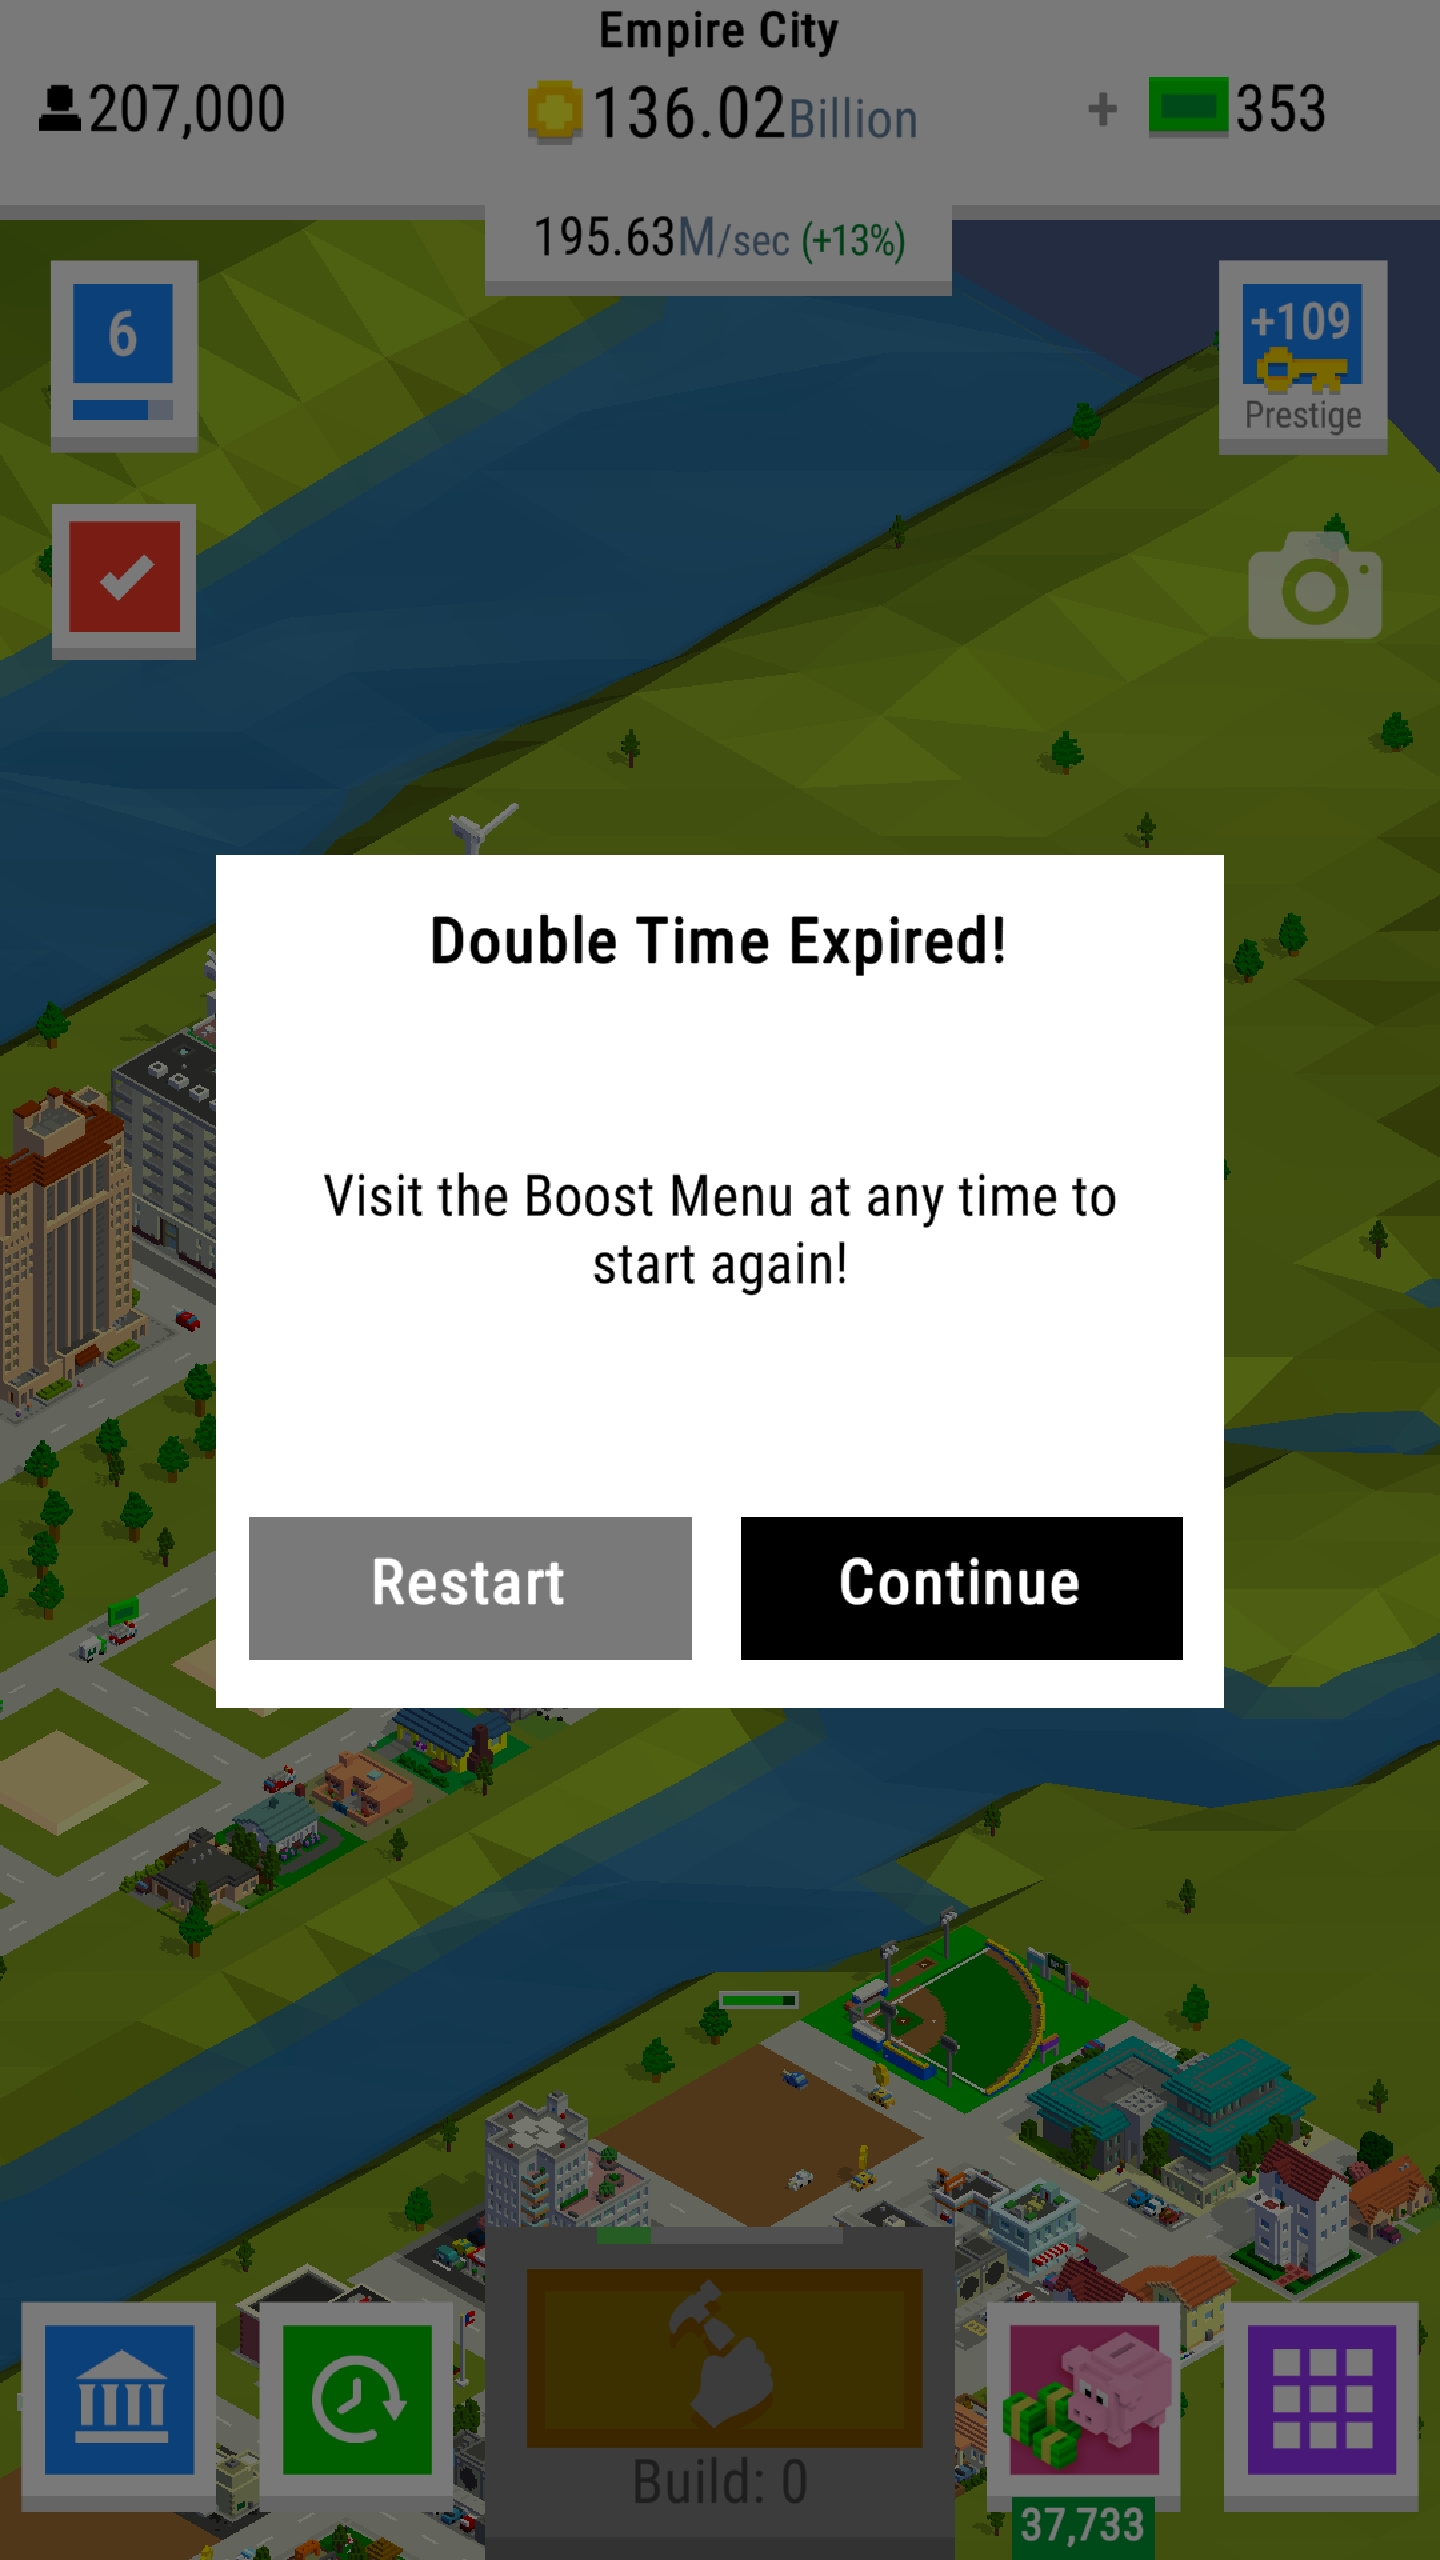 Empire City
207,000
136.02Billion
+ 353
195.63M/sec (+13%)
6
+109
Prestige
Double Time Expired!
Visit the Boost Menu at any time to
start again!
Restart
Continue
Build: 0
37,733